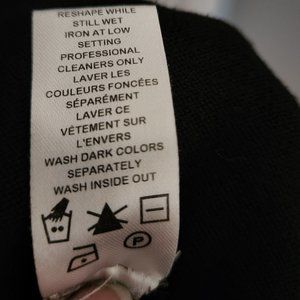 RESHAPE WHILE
STILL WET
IRON AT LOW
SETTING
PROFESSIONAL
CLEANERS ONLY
LAVER LES
COULEURS FONCÉES
SÉPARÉMENT
LAVER CE
VÊTEMENT SUR
L'ENVERS
WASH DARK COLORS
SEPARATELY
WASH INSIDE OUT
P